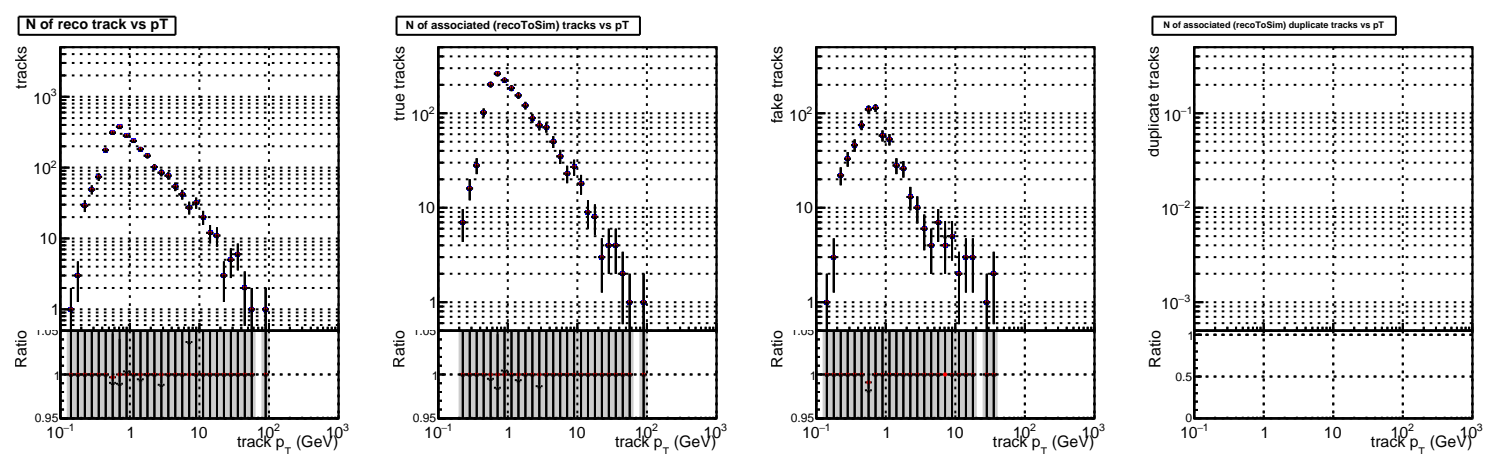 N of reco track vs pT
tracks
10³
10²
10
1
1.05
Ratio
1
0.95
10⁻¹ 1 10 10² 10³
track p_T (GeV)
N of associated (recoToSim) tracks vs pT
true tracks
10²
10
1
1.05
Ratio
1
0.95
10⁻¹ 1 10 10² 10³
track p_T (GeV)
fake tracks
10²
10
1
1.05
Ratio
1
0.95
10⁻¹ 1 10 10² 10³
track p_T (GeV)
N of associated (recoToSim) duplicate tracks vs pT
duplicate tracks
10⁻¹
10⁻²
10⁻³
Ratio
1
0.5
0
10⁻¹ 1 10 10² 10³
track p_T (GeV)